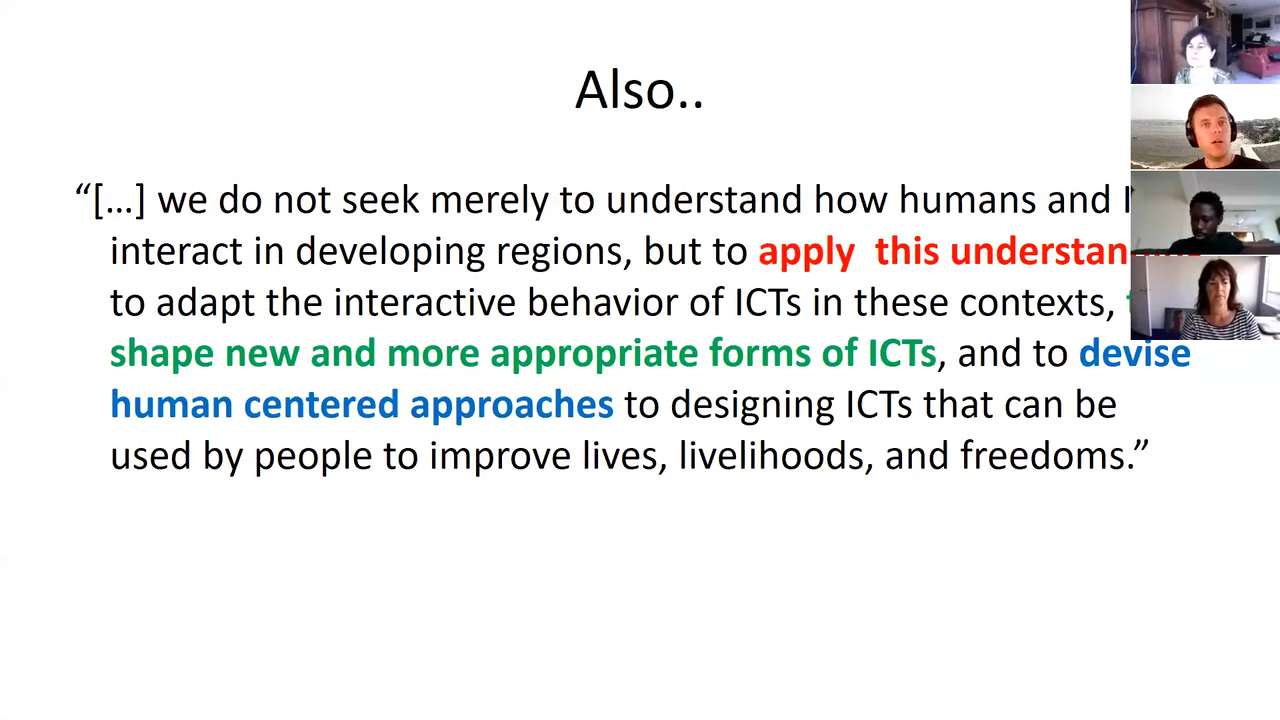 Also..
“[…] we do not seek merely to understand how humans and
interact in developing regions, but to apply this
to adapt the interactive behavior of ICTs in these contexts,
shape new and more appropriate forms of ICTs, and to devise
human centered approaches to designing ICTs that can be
used by people to improve lives, livelihoods, and freedoms.”